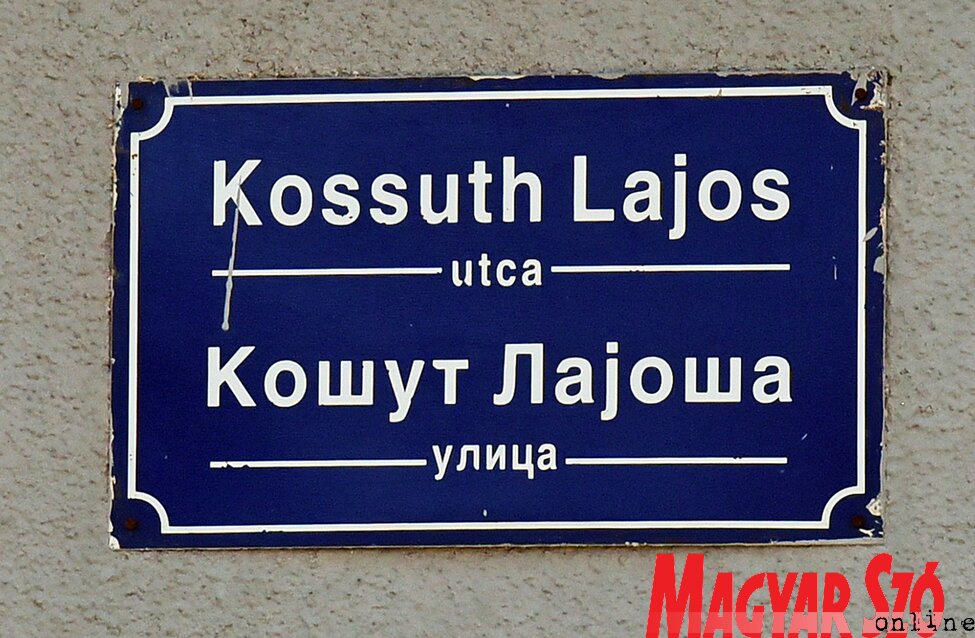 Kossuth Lajos
utca
Кошут Лајоша
улица
MAGYAR SZÓ
online